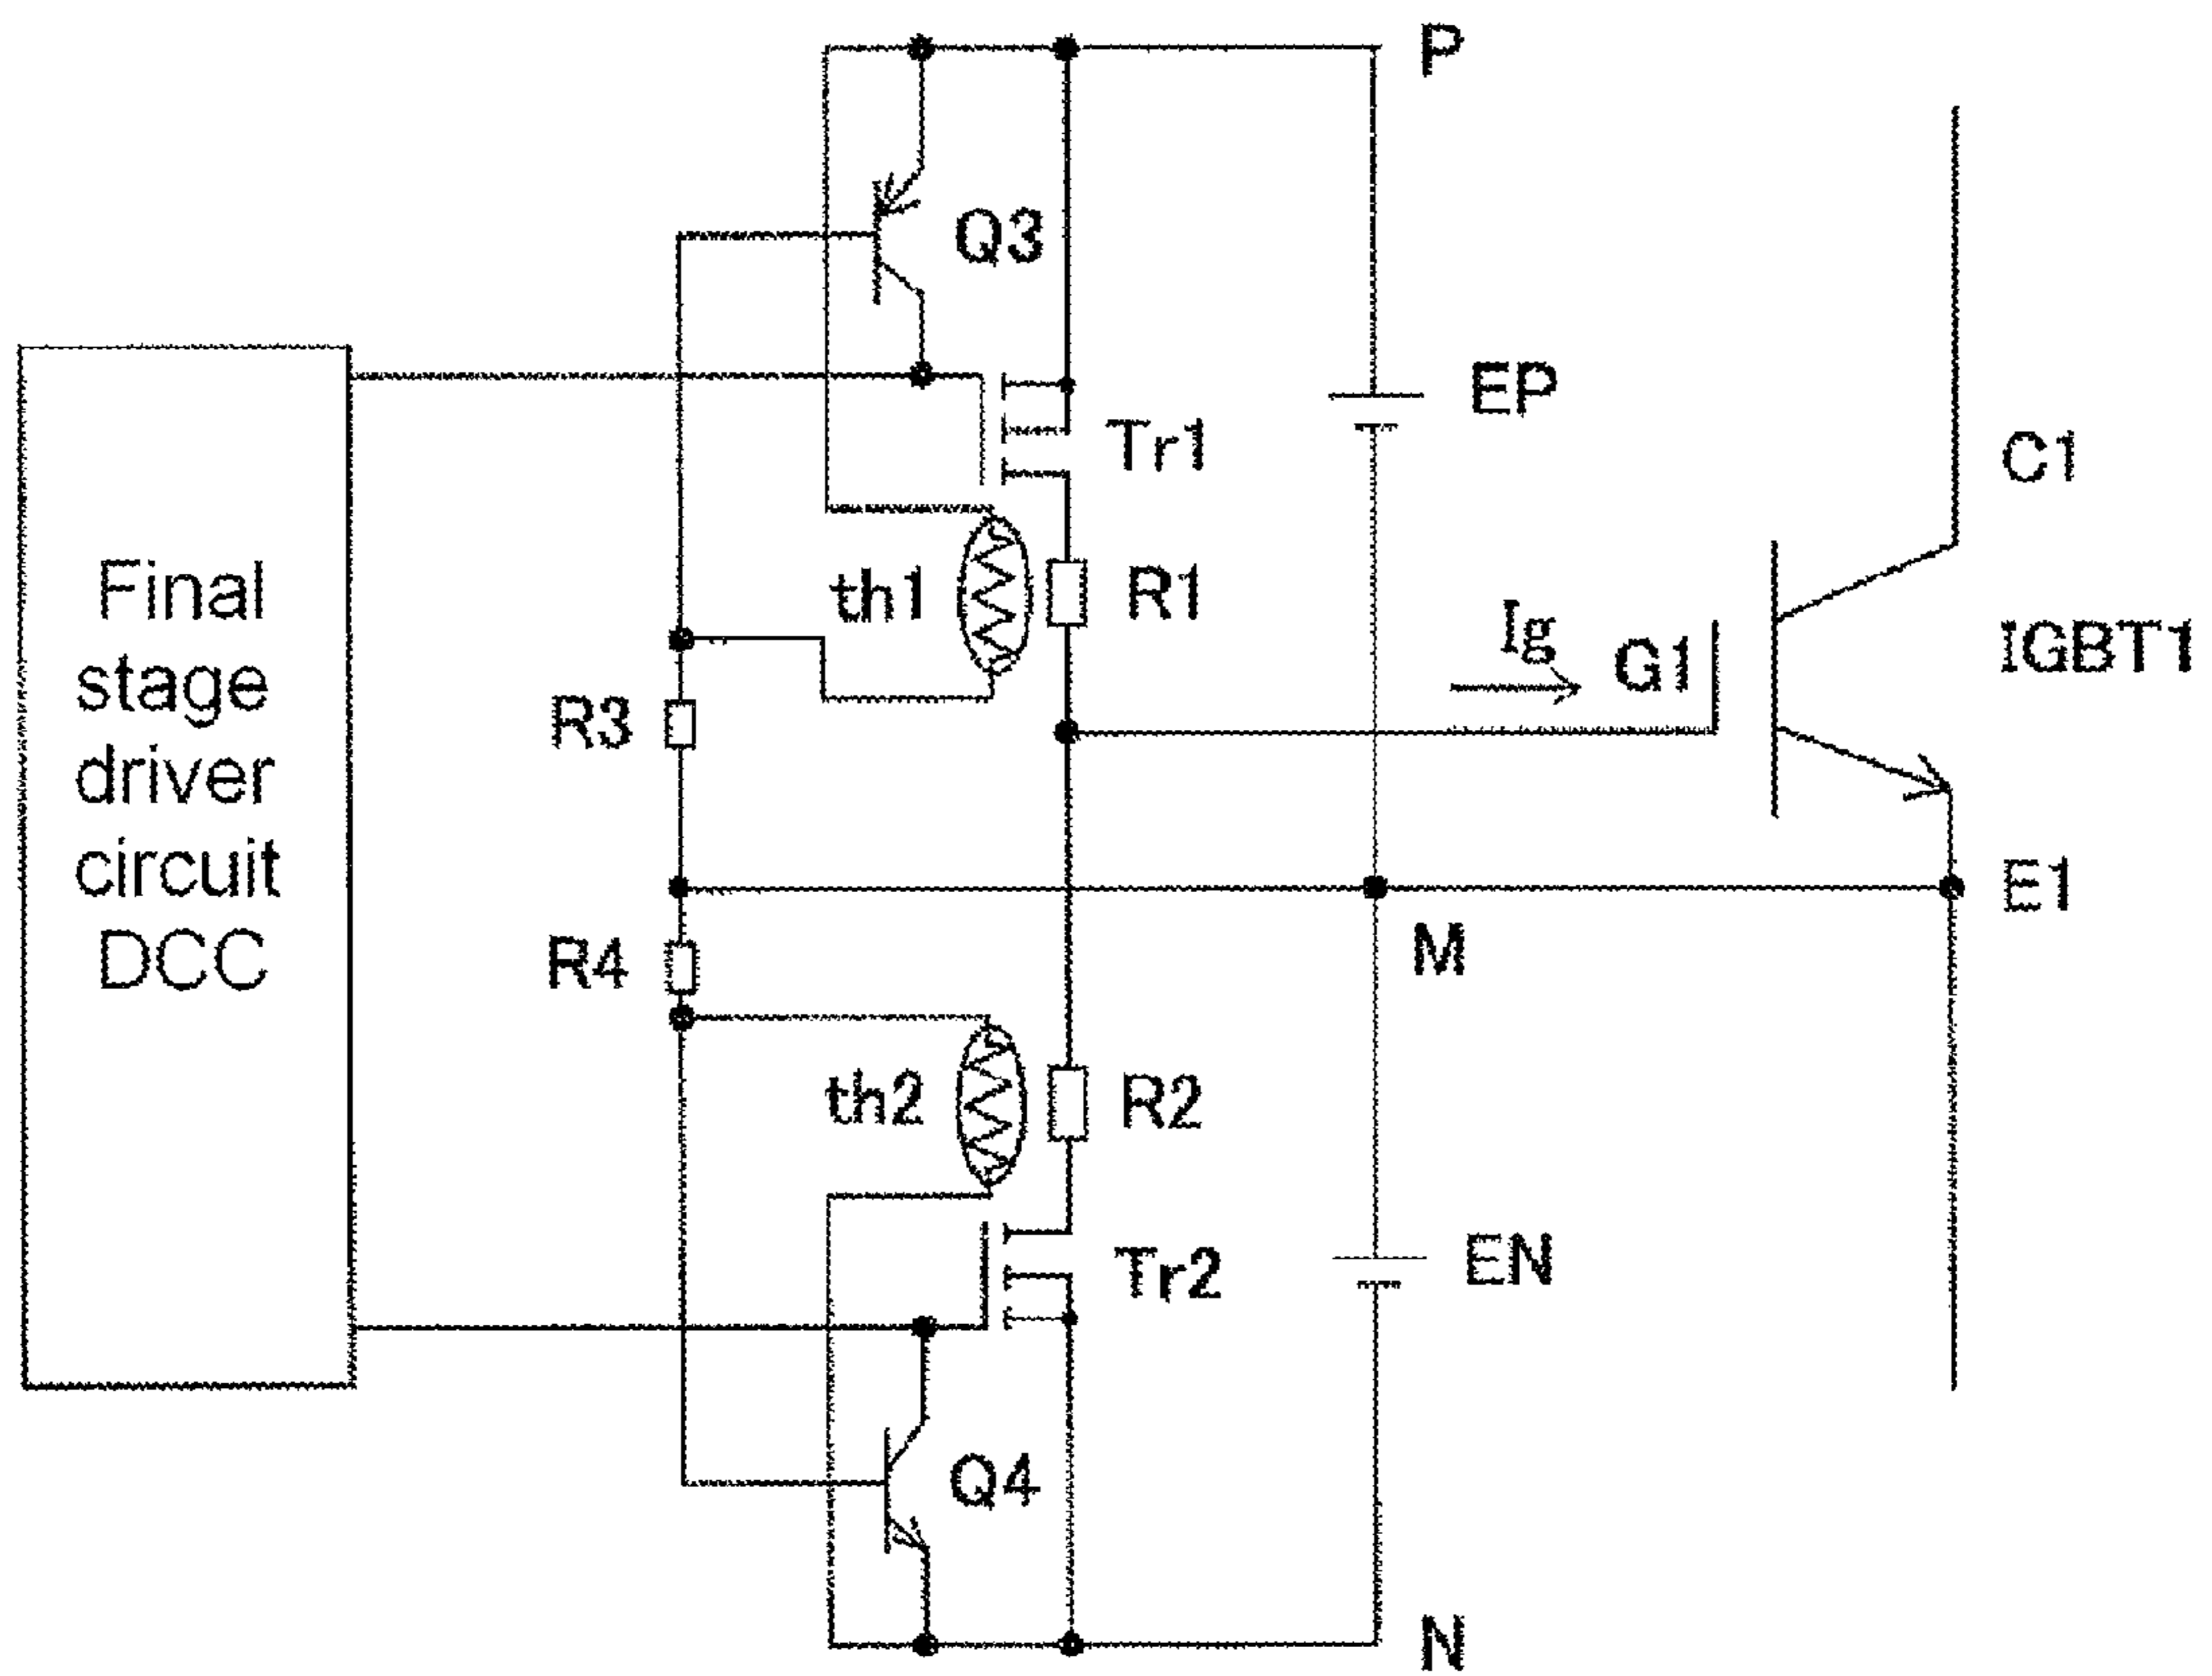 P
Q3
EP
Tr1
C1
Final
stage
driver
circuit
DCC
th1
R1
Ig
G1
IGBT1
R3
E1
M
R4
th2
R2
Tr2
EN
Q4
N